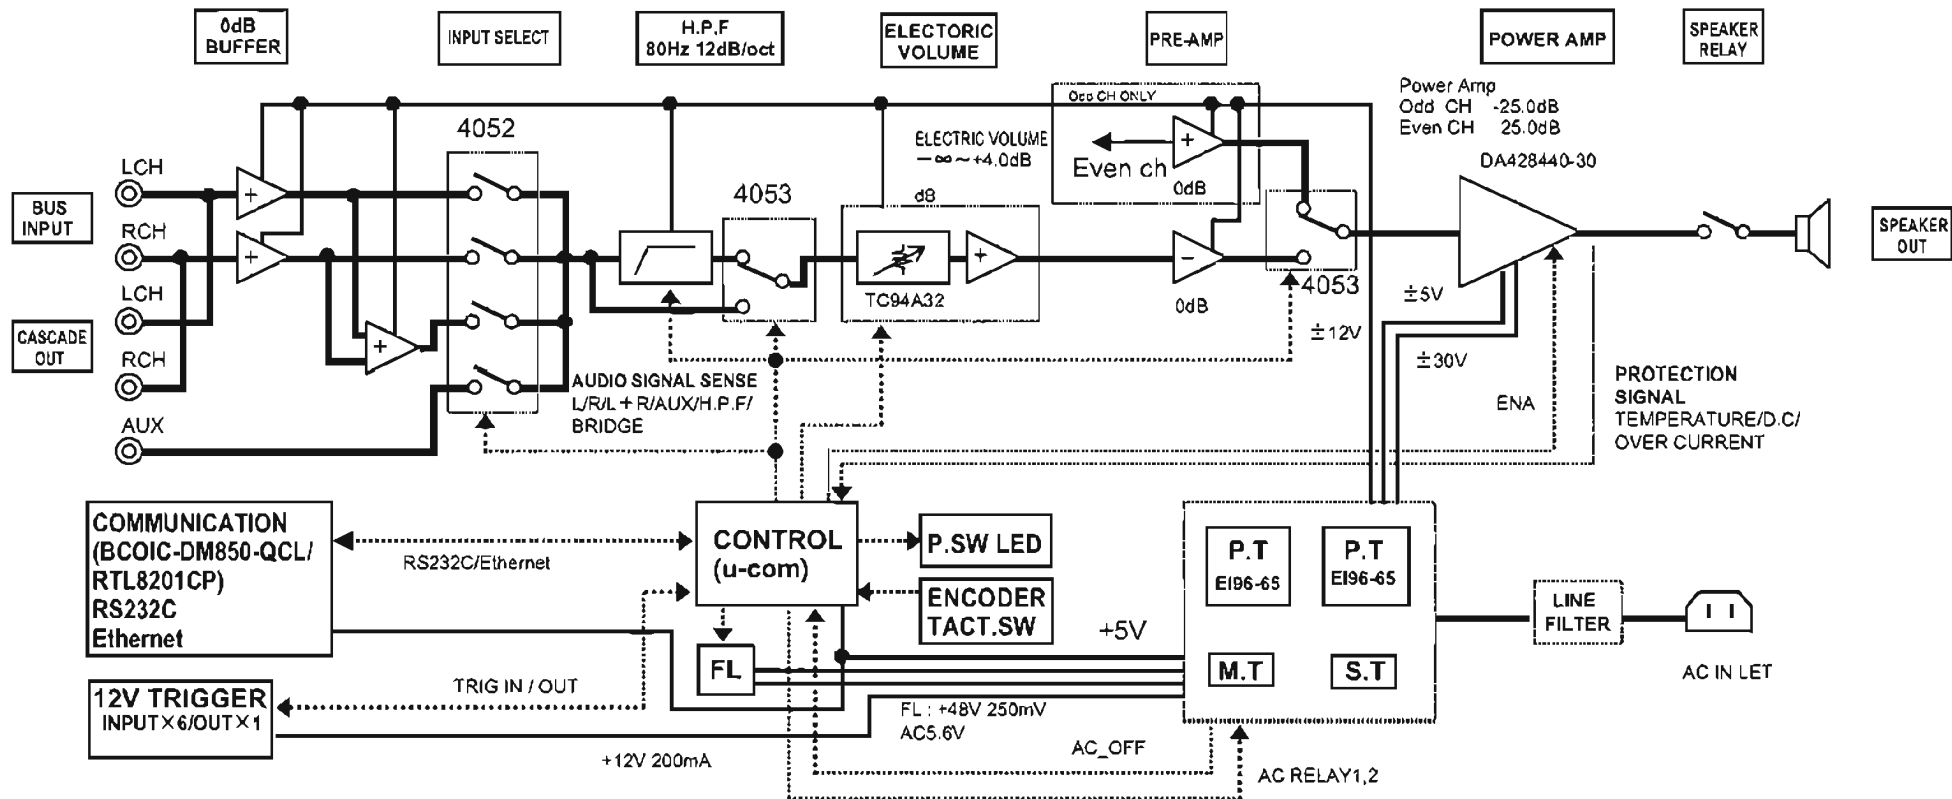 0dB
BUFFER
INPUT SELECT
H.P.F
80Hz 12dB/oct
ELECTORIC
VOLUME
PRE-AMP
POWER AMP
SPEAKER
RELAY
Power Amp
Odd CH -25.0dB
Even CH 25.0dB
DA428440-30
Odd CH ONLY
Even ch
0dB
ELECTRIC VOLUME
－∞～+4.0dB
4052
4053
dB
LCH
BUS
INPUT
RCH
LCH
CASCADE
OUT
RCH
AUX
+
+
+
TC94A32
+
+
-
0dB
4053
SPEAKER
OUT
±5V
±12V
±30V
ENA
PROTECTION
SIGNAL
TEMPERATURE/D.C/
OVER CURRENT
AUDIO SIGNAL SENSE
L/R/L+R/AUX/H.P.F/
BRIDGE
COMMUNICATION
(BCOIC-DM850-QCL/
RTL8201CP)
RS232C
Ethernet
RS232C/Ethernet
CONTROL
(u-com)
P.SW LED
ENCODER
TACT.SW
FL
+5V
P.T
EI96-65
P.T
EI96-65
M.T
S.T
LINE
FILTER
AC IN LET
12V TRIGGER
INPUT×6/OUT×1
TRIG IN / OUT
+12V 200mA
FL : +48V 250mV
AC5.6V
AC_OFF
AC RELAY1,2